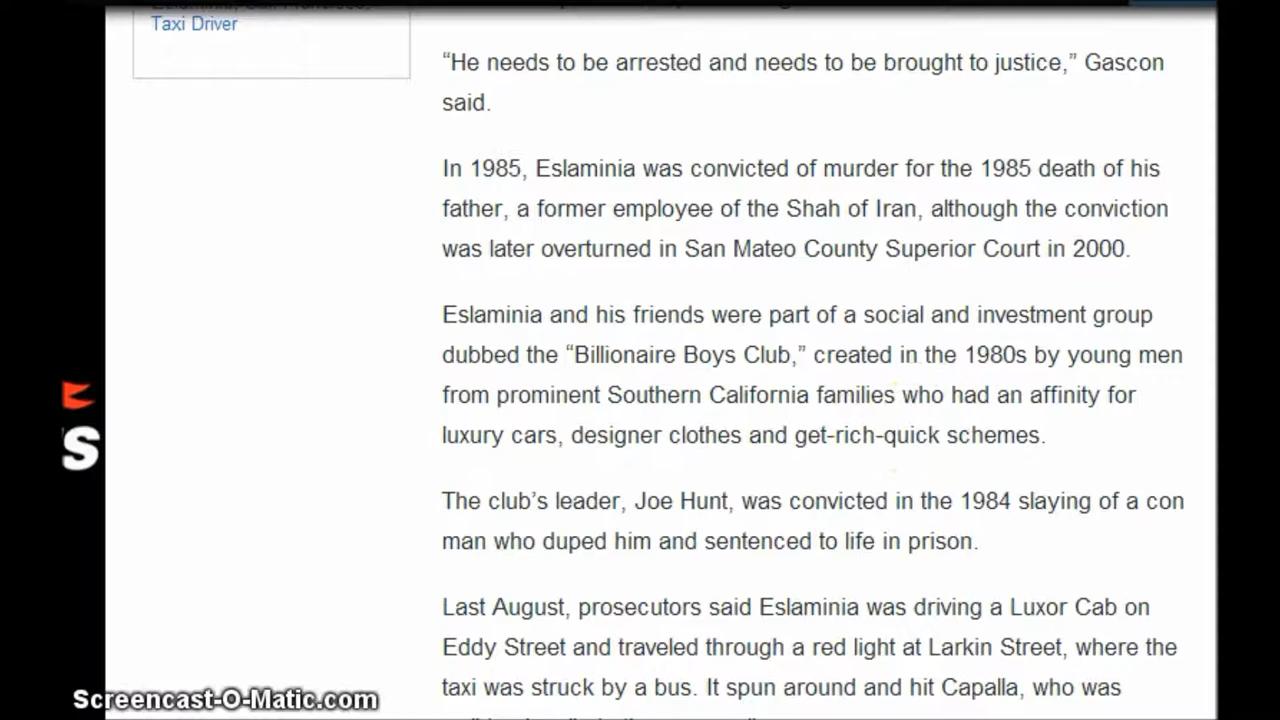 Taxi Driver
“He needs to be arrested and needs to be brought to justice,” Gascon
said.
In 1985, Eslaminia was convicted of murder for the 1985 death of his
father, a former employee of the Shah of Iran, although the conviction
was later overturned in San Mateo County Superior Court in 2000.
Eslaminia and his friends were part of a social and investment group
dubbed the “Billionaire Boys Club,” created in the 1980s by young men
from prominent Southern California families who had an affinity for
luxury cars, designer clothes and get-rich-quick schemes.
The club’s leader, Joe Hunt, was convicted in the 1984 slaying of a con
man who duped him and sentenced to life in prison.
Last August, prosecutors said Eslaminia was driving a Luxor Cab on
Eddy Street and traveled through a red light at Larkin Street, where the
taxi was struck by a bus. It spun around and hit Capalla, who was
S
Screencast-O-Matic.com